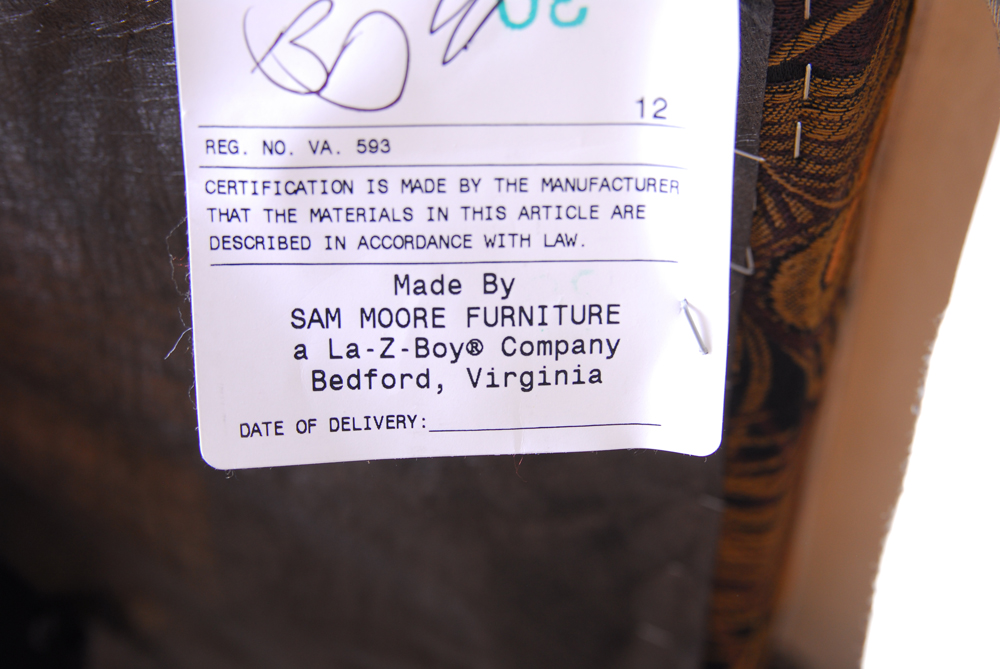 BD
12
REG. NO. VA. 593
CERTIFICATION IS MADE BY THE MANUFACTURER
THAT THE MATERIALS IN THIS ARTICLE ARE
DESCRIBED IN ACCORDANCE WITH LAW.
Made By
SAM MOORE FURNITURE
a La-Z-Boy® Company
Bedford, Virginia
DATE OF DELIVERY: